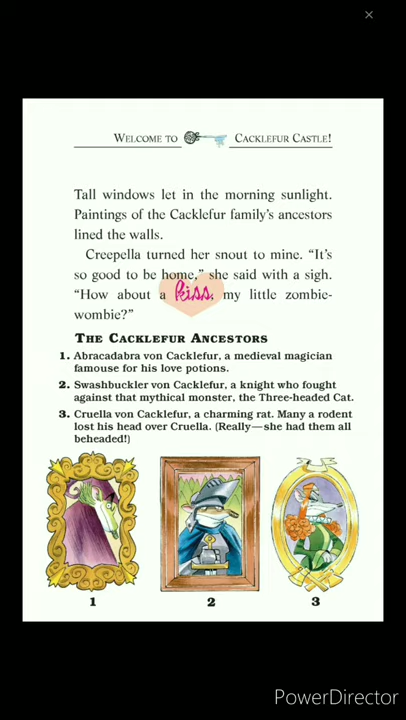 WELCOME TO CACKLEFUR CASTLE!
Tall windows let in the morning sunlight.
Paintings of the Cacklefur family's ancestors
lined the walls.
Creepella turned her snout to mine. “It's
so good to be home,” she said with a sigh.
“How about a kiss, my little zombie-
wombie?”
THE CACKLEFUR ANCESTORS
1. Abracadabra von Cacklefur, a medieval magician
famous for his love potions.
2. Swashbuckler von Cacklefur, a knight who fought
against that mythical monster, the Three-headed Cat.
3. Cruella von Cacklefur, a charming rat. Many a rodent
lost his head over Cruella. (Really—she had them all
beheaded!)
1 2 3
PowerDirector